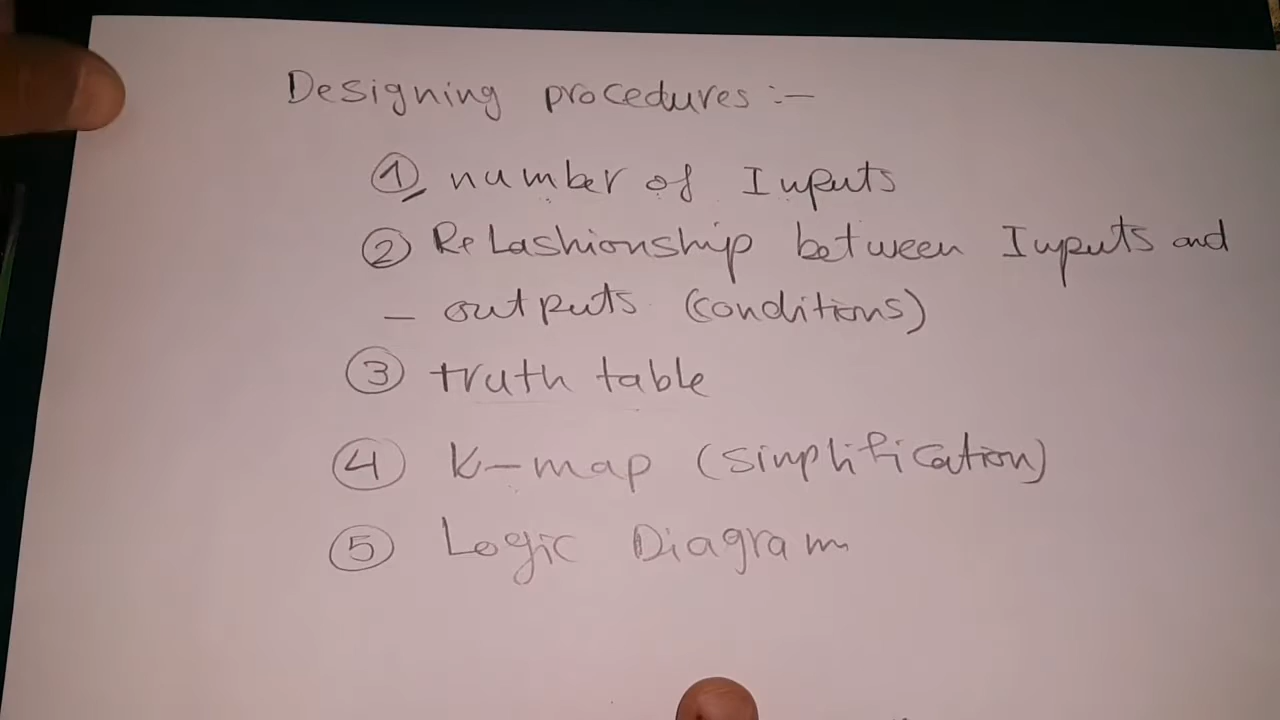 Designing procedures :-
① number of Inputs
② Relashionship between Inputs and
- outputs (conditions)
③ truth table
④ K-map (simplification)
⑤ Logic Diagram